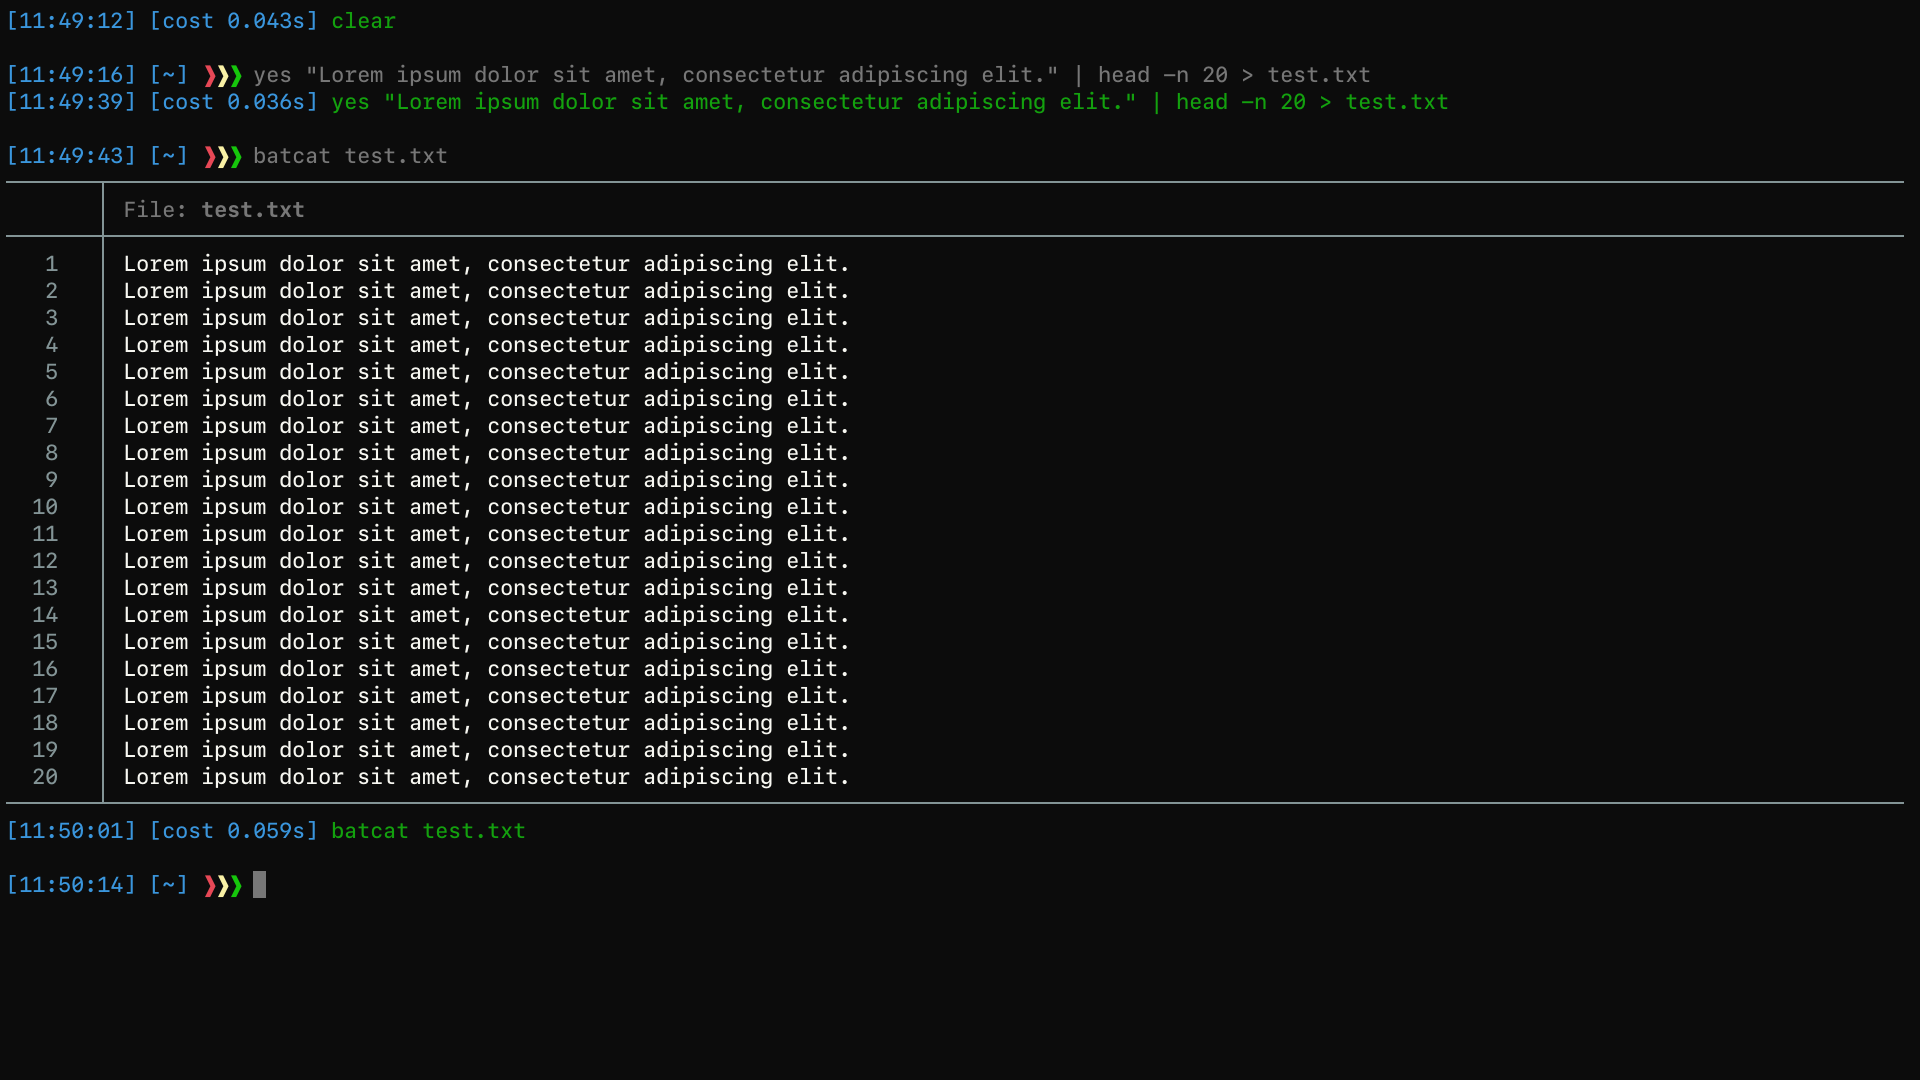 [11:49:12] [cost 0.043s] clear
[11:49:16] [~] ❯❯❯ yes "Lorem ipsum dolor sit amet, consectetur adipiscing elit." | head -n 20 > test.txt
[11:49:39] [cost 0.036s] yes "Lorem ipsum dolor sit amet, consectetur adipiscing elit." | head -n 20 > test.txt
[11:49:43] [~] ❯❯❯ batcat test.txt
File: test.txt
1 Lorem ipsum dolor sit amet, consectetur adipiscing elit.
2 Lorem ipsum dolor sit amet, consectetur adipiscing elit.
3 Lorem ipsum dolor sit amet, consectetur adipiscing elit.
4 Lorem ipsum dolor sit amet, consectetur adipiscing elit.
5 Lorem ipsum dolor sit amet, consectetur adipiscing elit.
6 Lorem ipsum dolor sit amet, consectetur adipiscing elit.
7 Lorem ipsum dolor sit amet, consectetur adipiscing elit.
8 Lorem ipsum dolor sit amet, consectetur adipiscing elit.
9 Lorem ipsum dolor sit amet, consectetur adipiscing elit.
10 Lorem ipsum dolor sit amet, consectetur adipiscing elit.
11 Lorem ipsum dolor sit amet, consectetur adipiscing elit.
12 Lorem ipsum dolor sit amet, consectetur adipiscing elit.
13 Lorem ipsum dolor sit amet, consectetur adipiscing elit.
14 Lorem ipsum dolor sit amet, consectetur adipiscing elit.
15 Lorem ipsum dolor sit amet, consectetur adipiscing elit.
16 Lorem ipsum dolor sit amet, consectetur adipiscing elit.
17 Lorem ipsum dolor sit amet, consectetur adipiscing elit.
18 Lorem ipsum dolor sit amet, consectetur adipiscing elit.
19 Lorem ipsum dolor sit amet, consectetur adipiscing elit.
20 Lorem ipsum dolor sit amet, consectetur adipiscing elit.
[11:50:01] [cost 0.059s] batcat test.txt
[11:50:14] [~] ❯❯❯